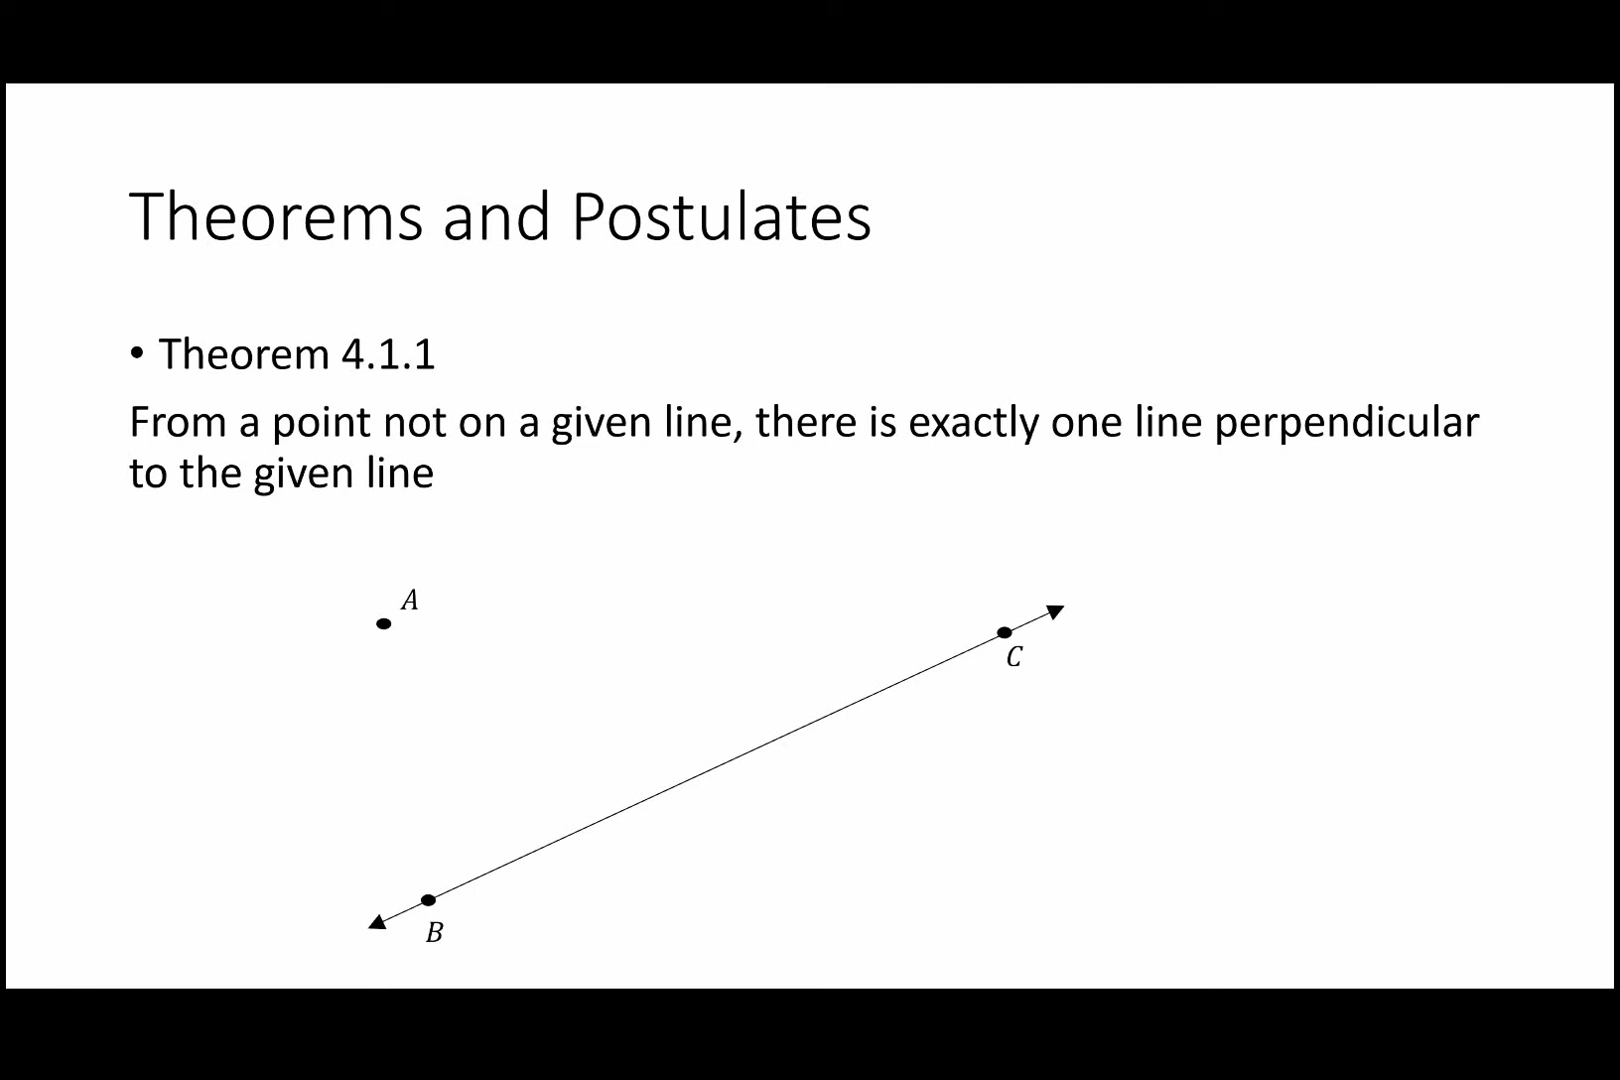 Theorems and Postulates
• Theorem 4.1.1
From a point not on a given line, there is exactly one line perpendicular
to the given line
A
C
B